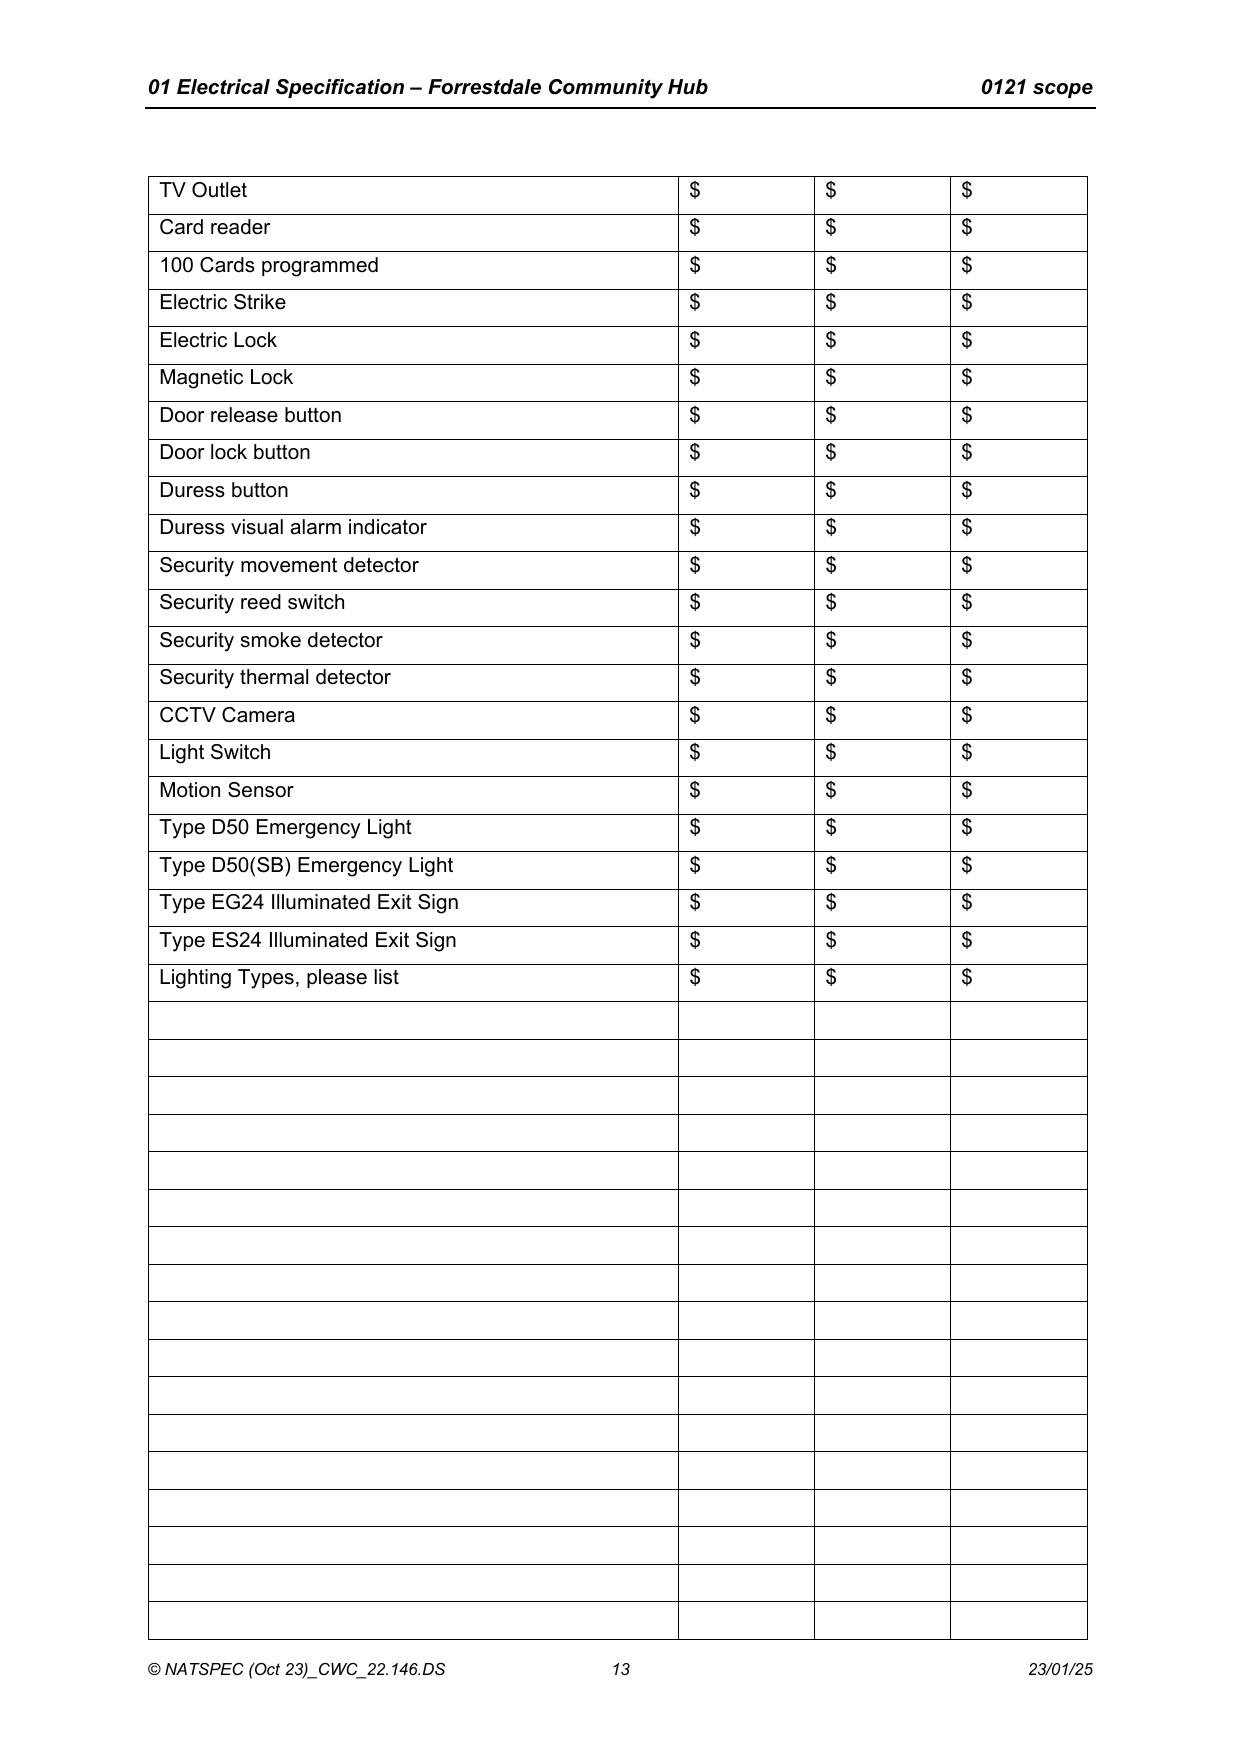 01 Electrical Specification – Forrestdale Community Hub 0121 scope
TV Outlet $ $ $
Card reader $ $ $
100 Cards programmed $ $ $
Electric Strike $ $ $
Electric Lock $ $ $
Magnetic Lock $ $ $
Door release button $ $ $
Door lock button $ $ $
Duress button $ $ $
Duress visual alarm indicator $ $ $
Security movement detector $ $ $
Security reed switch $ $ $
Security smoke detector $ $ $
Security thermal detector $ $ $
CCTV Camera $ $ $
Light Switch $ $ $
Motion Sensor $ $ $
Type D50 Emergency Light $ $ $
Type D50(SB) Emergency Light $ $ $
Type EG24 Illuminated Exit Sign $ $ $
Type ES24 Illuminated Exit Sign $ $ $
Lighting Types, please list $ $ $
© NATSPEC (Oct 23)_CWC_22.146.DS 13 23/01/25